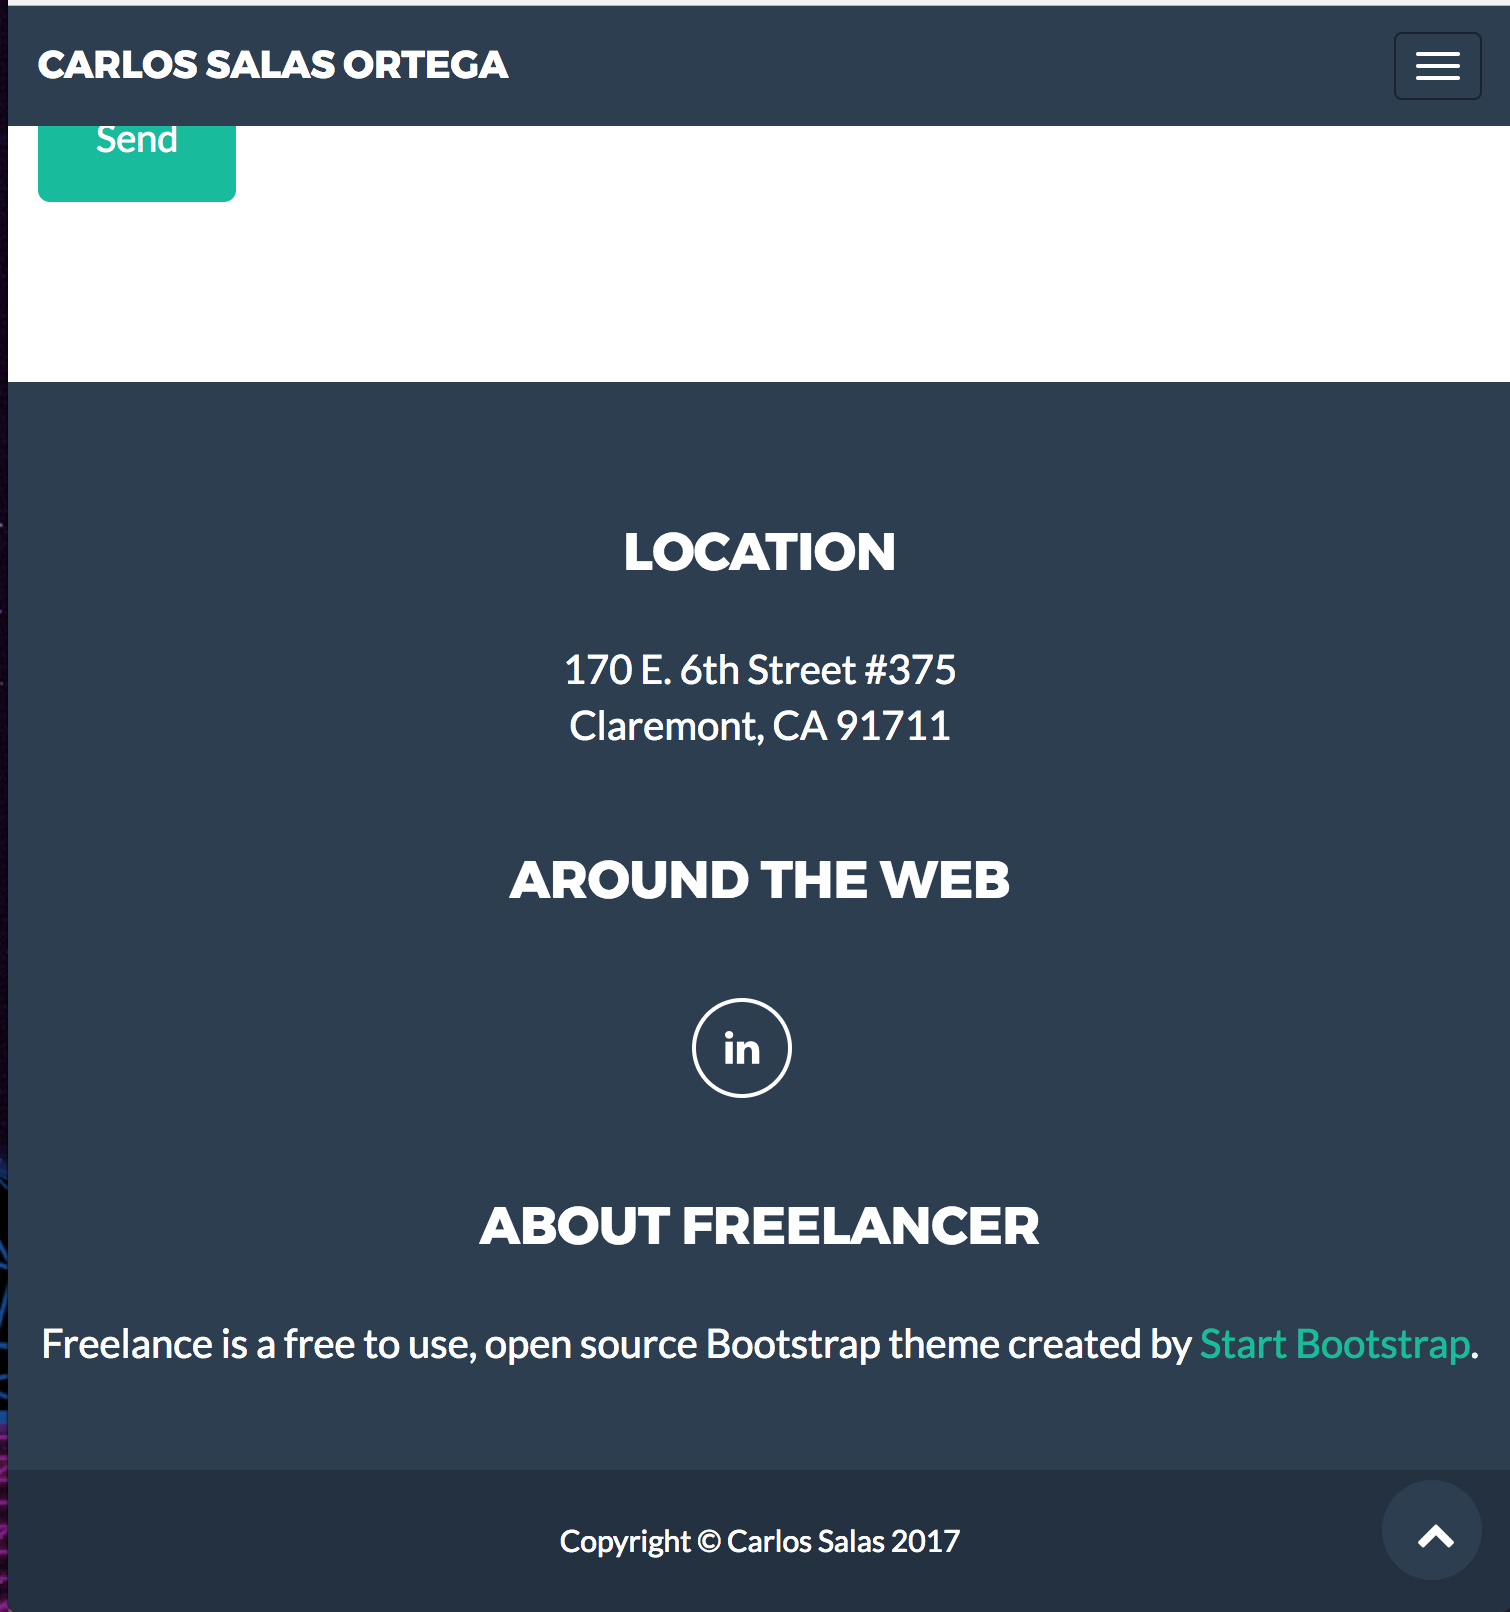 CARLOS SALAS ORTEGA
Send
LOCATION
170 E. 6th Street #375
Claremont, CA 91711
AROUND THE WEB
in
ABOUT FREELANCER
Freelance is a free to use, open source Bootstrap theme created by Start Bootstrap.
Copyright © Carlos Salas 2017